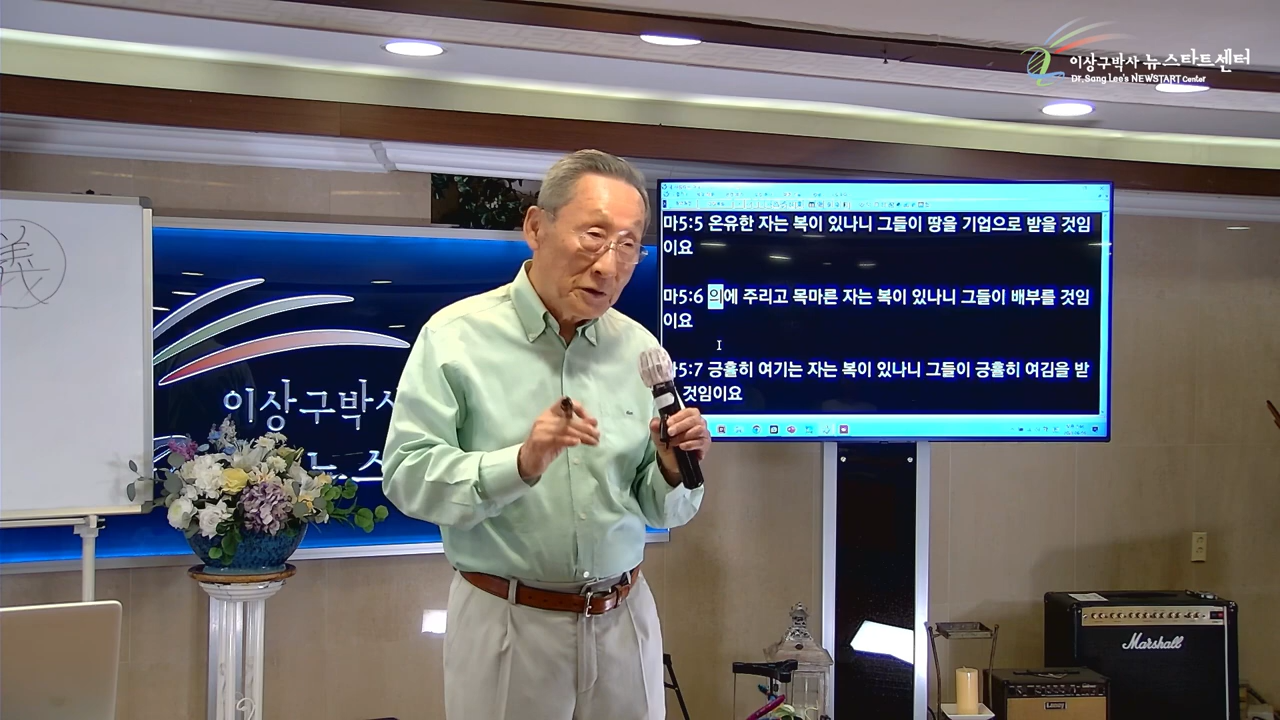 이상구박사 뉴스타트센터
Dr. Sang Lee's NEWSTART Center
義
마5:5 온유한 자는 복이 있나니 그들이 땅을 기업으로 받을 것임
이요
마5:6 의에 주리고 목마른 자는 복이 있나니 그들이 배부를 것임
이요
마5:7 긍휼히 여기는 자는 복이 있나니 그들이 긍휼히 여김을 받
것임이요
이상구박사
뉴스
Marshall
Laney